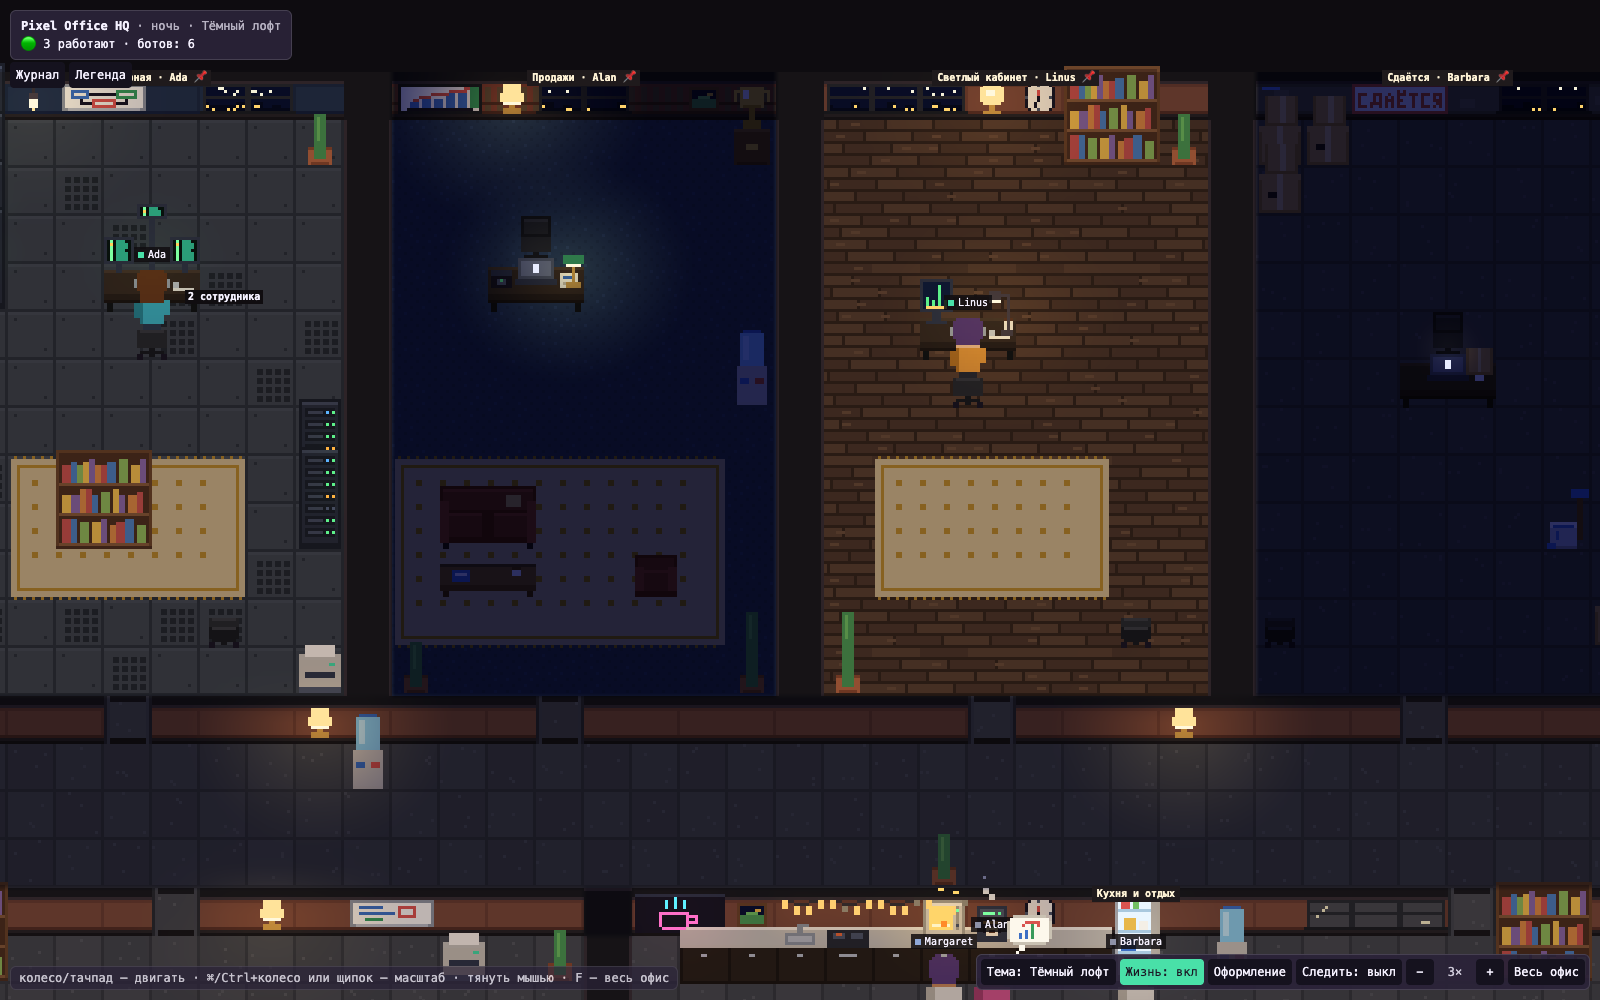 Pixel Office HQ · ночь · Тёмный лофт
3 работают · ботов: 6
Журнал Легенда
ная · Ada
Продажи · Alan
Светлый кабинет · Linus
Сдаётся · Barbara
СДАЁТСЯ
Ada
2 сотрудника
Linus
Кухня и отдых
Alan
Margaret
Barbara
колесо/тачпад — двигать · ⌘/Ctrl+колесо или щипок — масштаб · тянуть мышью · F — весь офис
Тема: Тёмный лофт Жизнь: вкл Оформление Следить: выкл − 3× + Весь офис